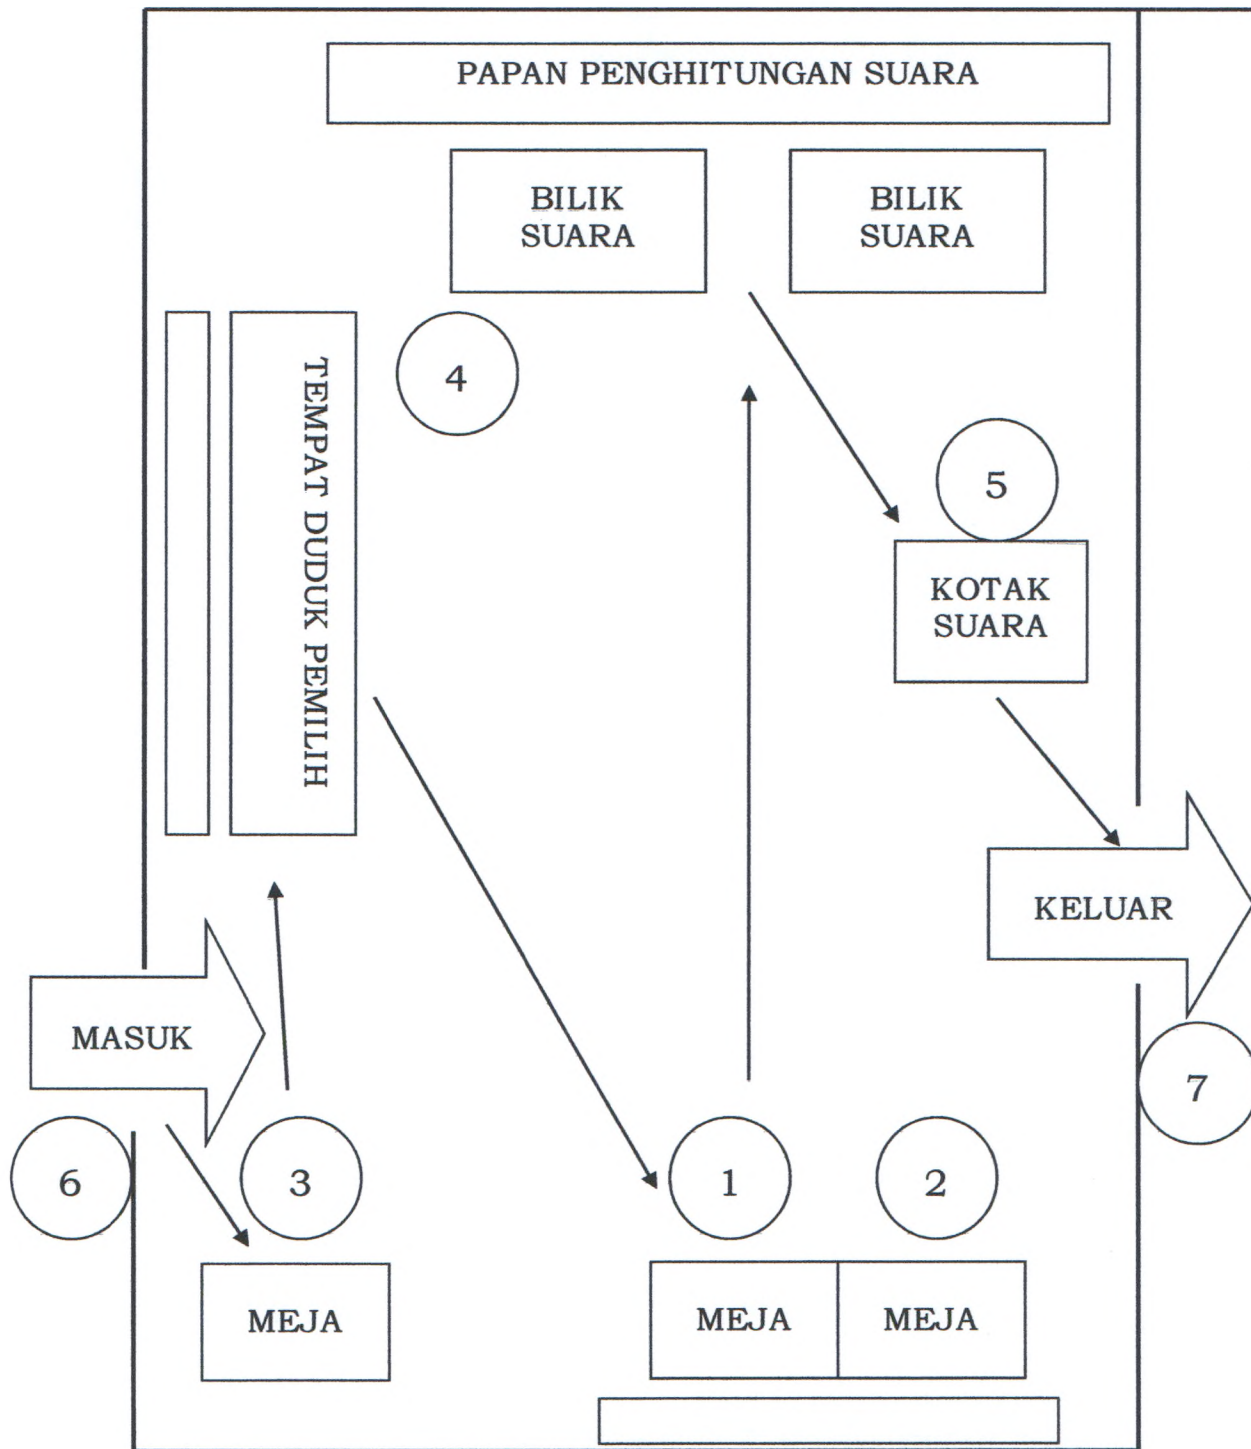 PAPAN PENGHITUNGAN SUARA
BILIK
SUARA
BILIK
SUARA
TEMPAT DUDUK PEMILIH
4
5
KOTAK
SUARA
KELUAR
MASUK
7
6
3
1
2
MEJA
MEJA
MEJA